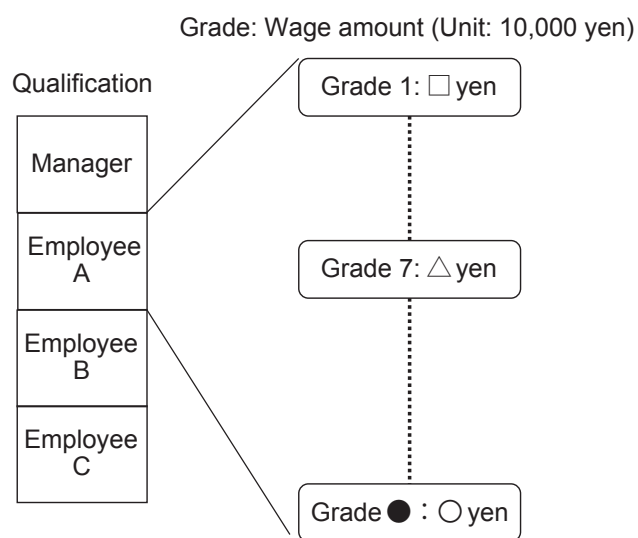 Grade: Wage amount (Unit: 10,000 yen)
Qualification
Manager
Employee
A
Employee
B
Employee
C
Grade 1: □ yen
Grade 7: △ yen
Grade ● : ○ yen